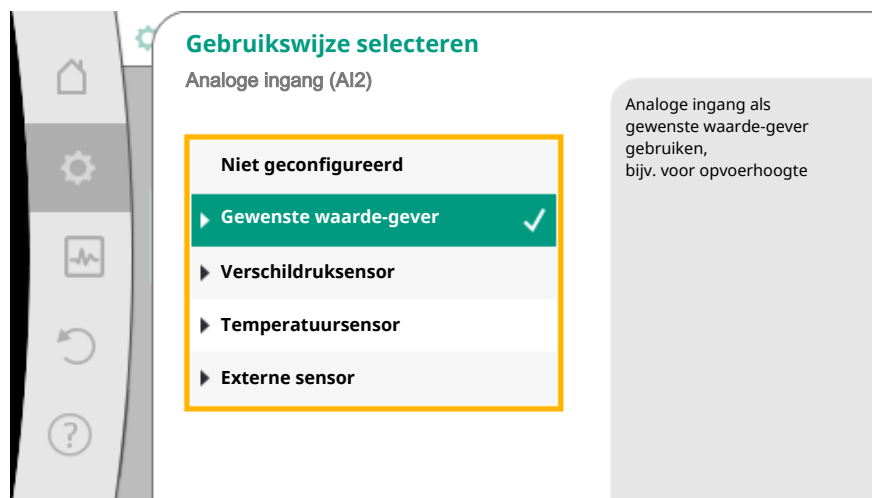 Gebruikswijze selecteren
Analoge ingang (AI2)
Niet geconfigureerd
Gewenste waarde-gever
Verschildruksensor
Temperatuursensor
Externe sensor
Analoge ingang als
gewenste waarde-gever
gebruiken,
bijv. voor opvoerhoogte
?